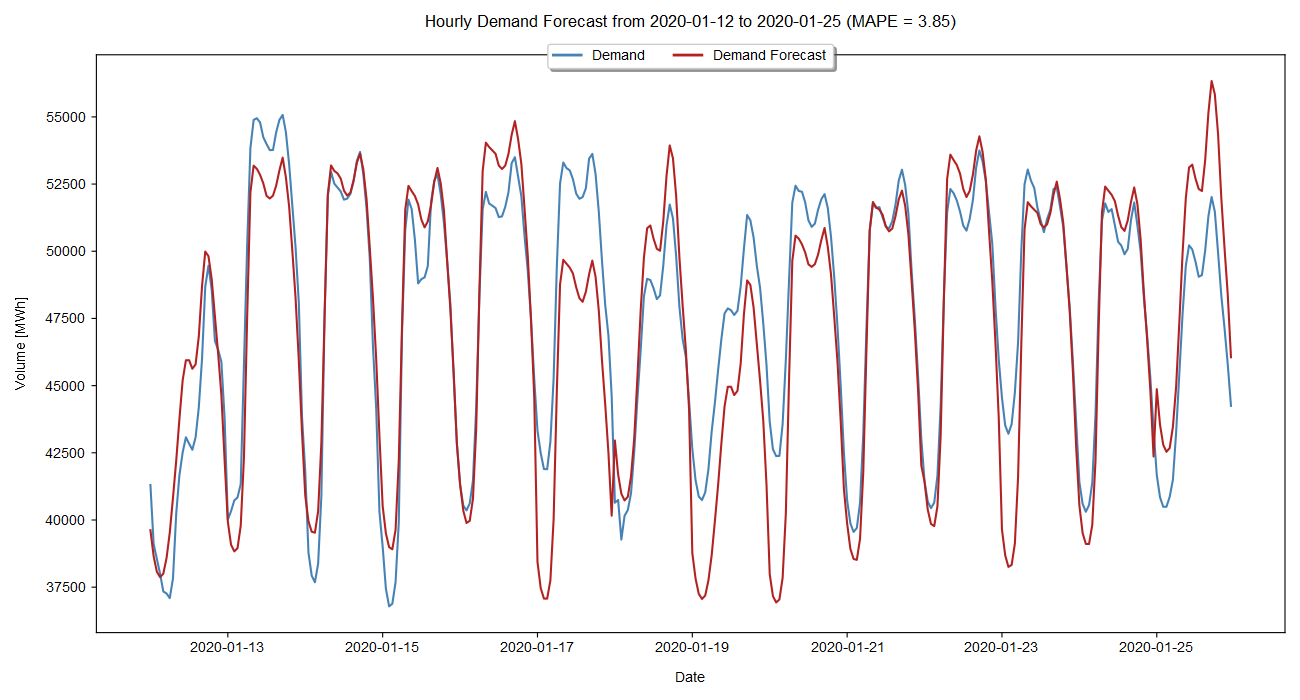 Hourly Demand Forecast from 2020-01-12 to 2020-01-25 (MAPE = 3.85)
Demand Demand Forecast
Volume [MWh]
55000
52500
50000
47500
45000
42500
40000
37500
2020-01-13 2020-01-15 2020-01-17 2020-01-19 2020-01-21 2020-01-23 2020-01-25
Date